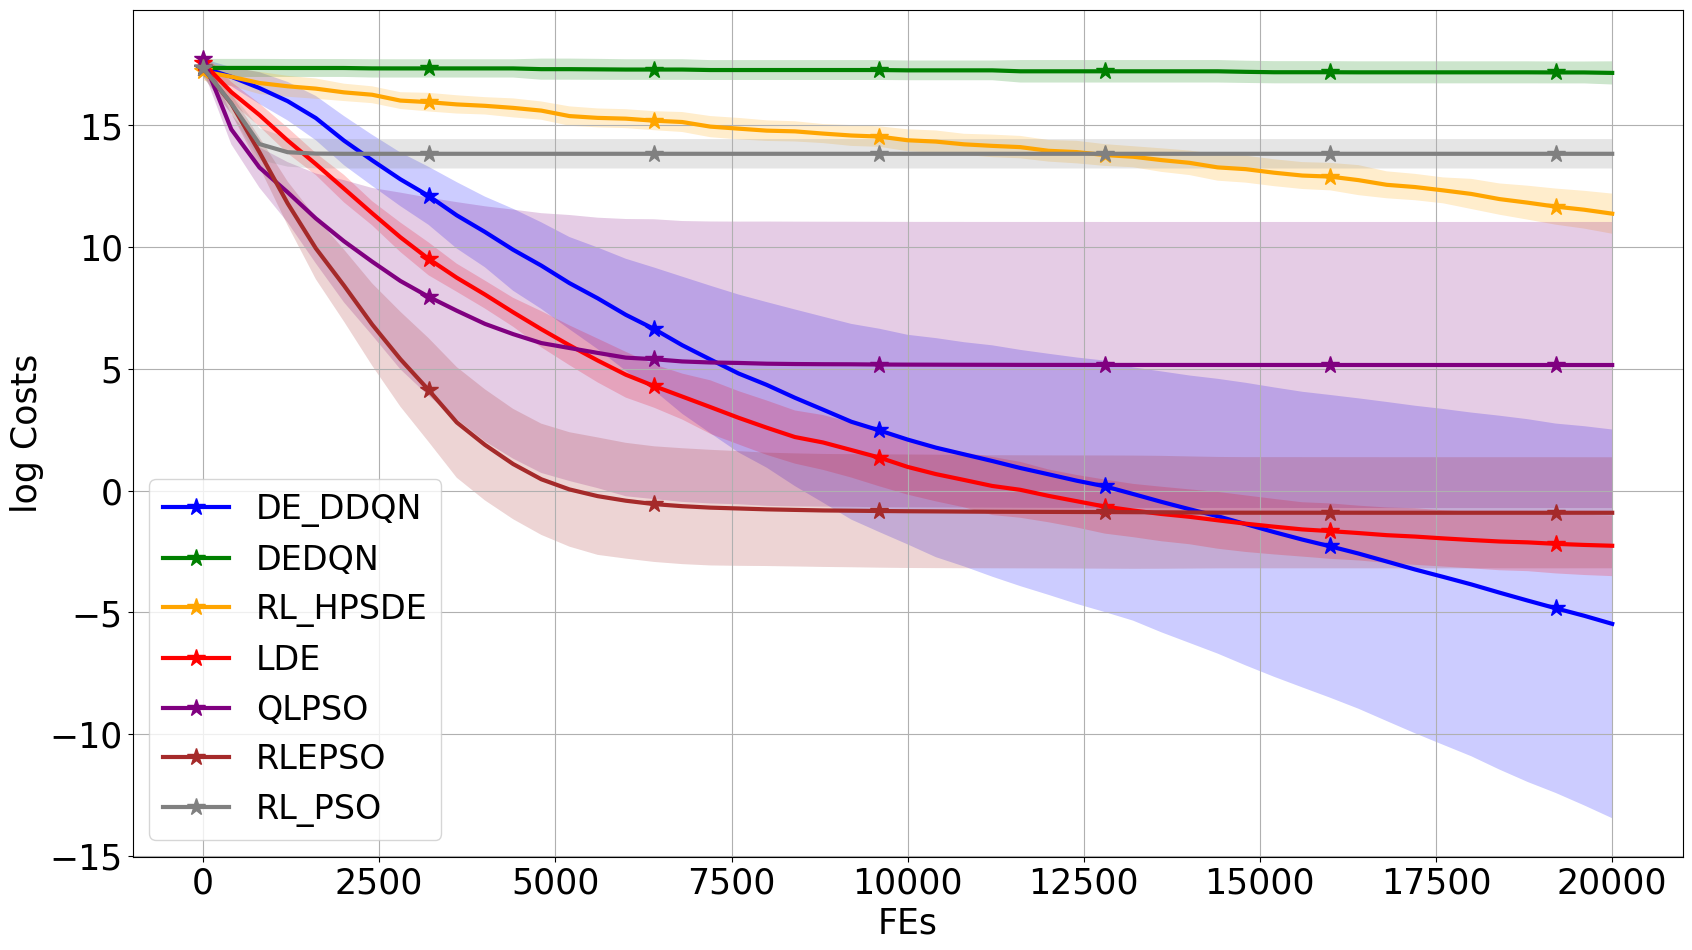 log Costs
15
10
5
0
−5
−10
−15
DE_DDQN
DEDQN
RL_HPSDE
LDE
QLPSO
RLEPSO
RL_PSO
0 2500 5000 7500 10000 12500 15000 17500 20000
FEs